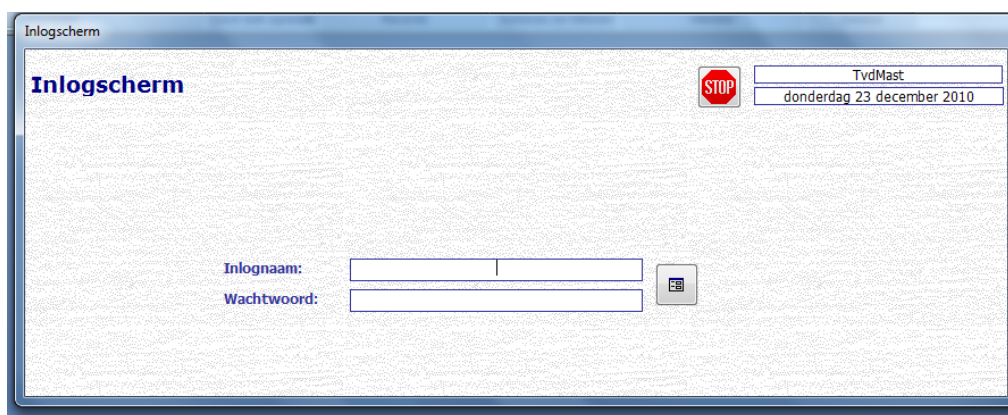 Inlogscherm
Inlogscherm
STOP
TvdMast
donderdag 23 december 2010
Inlognaam:
Wachtwoord: